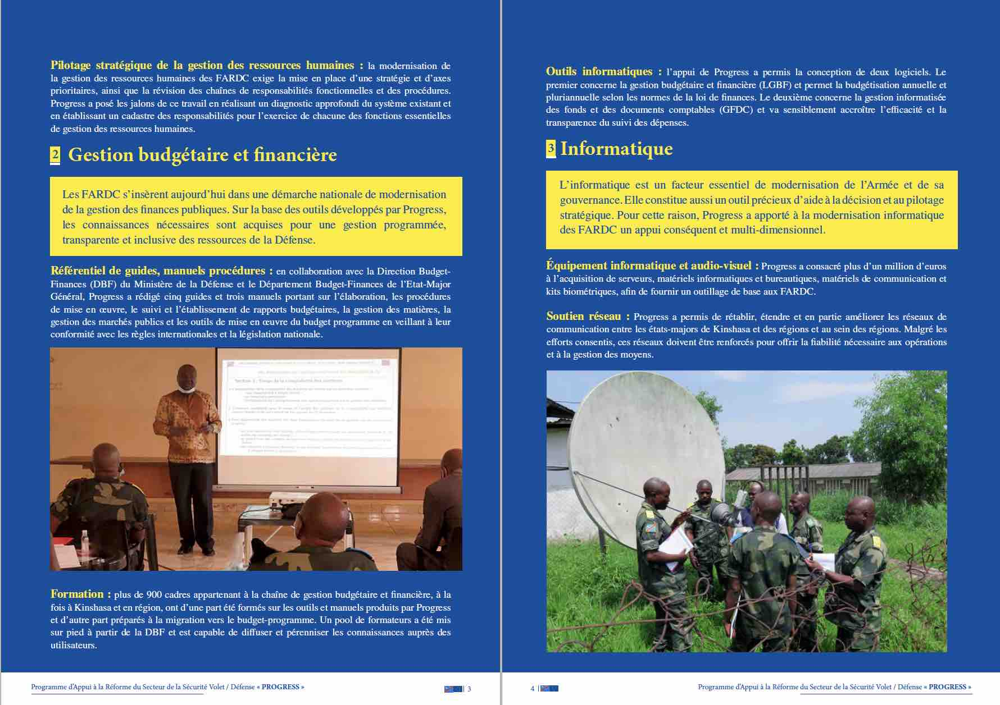 Pilotage stratégique de la gestion des ressources humaines : la modernisation de
la gestion des ressources humaines des FARDC exige la mise en place d’une stratégie et d’axes
prioritaires, ainsi que la révision des chaînes de responsabilités fonctionnelles et des procédures.
Progress a posé les jalons de ce travail en réalisant un diagnostic approfondi du système existant et
en établissant un cadastre des responsabilités pour l’exercice de chacune des fonctions essentielles
de gestion des ressources humaines.
2 Gestion budgétaire et financière
Les FARDC s’insèrent aujourd’hui dans une démarche nationale de modernisation
de la gestion des finances publiques. Sur la base des outils développés par Progress,
les connaissances nécessaires sont acquises pour une gestion programmée,
transparente et inclusive des ressources de la Défense.
Référentiel de guides, manuels procédures : en collaboration avec la Direction Budget-
Finances (DBF) du Ministère de la Défense et le Département Budget-Finances de l’Etat-Major
Général, Progress a rédigé cinq guides et trois manuels portant sur l’élaboration, les procédures
de mise en œuvre, le suivi et l’établissement de rapports budgétaires, la gestion des matières, la
gestion des marchés publics et les outils de mise en œuvre du budget programme en veillant à leur
conformité avec les règles internationales et la législation nationale.
Formation : plus de 900 cadres appartenant à la chaîne de gestion budgétaire et financière, à la
fois à Kinshasa et en région, ont d’une part été formés sur les outils et manuels produits par Progress
et d’autre part préparés à la migration vers le budget-programme. Un pool de formateurs a été mis
sur pied à partir de la DBF et est capable de diffuser et pérenniser les connaissances auprès des
utilisateurs.
Programme d’Appui à la Réforme du Secteur de la Sécurité Volet / Défense « PROGRESS »
3
Outils informatiques : l’appui de Progress a permis la conception de deux logiciels. Le
premier concerne la gestion budgétaire et financière (LGBF) et permet la budgétisation annuelle et
pluriannuelle selon les normes de la loi de finances. Le deuxième concerne la gestion informatisée
des fonds et des documents comptables (GFDC) et va sensiblement accroître l’efficacité et la
transparence du suivi des dépenses.
3 Informatique
L’informatique est un facteur essentiel de modernisation de l’Armée et de sa
gouvernance. Elle constitue aussi un outil précieux d’aide à la décision et au pilotage
stratégique. Pour cette raison, Progress a apporté à la modernisation informatique
des FARDC un appui conséquent et multi-dimensionnel.
Équipement informatique et audio-visuel : Progress a consacré plus d’un million d’euros
à l’acquisition de serveurs, matériels informatiques et bureautiques, matériels de communication et
kits biométriques, afin de fournir un outillage de base aux FARDC.
Soutien réseau : Progress a permis de rétablir, étendre et en partie améliorer les réseaux de
communication entre les états-majors de Kinshasa et des régions et au sein des régions. Malgré les
efforts consentis, ces réseaux doivent être renforcés pour offrir la fiabilité nécessaire aux opérations
et à la gestion des moyens.
4
Programme d’Appui à la Réforme du Secteur de la Sécurité Volet / Défense « PROGRESS »